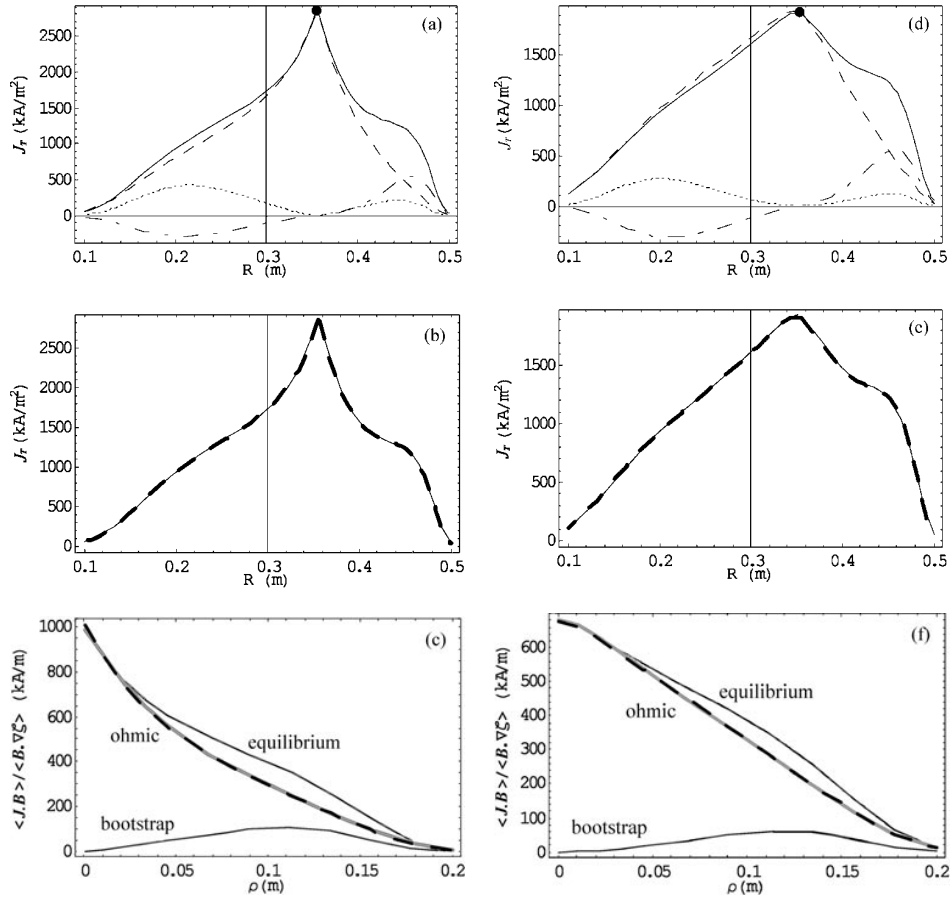 (a)
J_T (kA/m²)
2500
2000
1500
1000
500
0
0.1 0.2 0.3 0.4 0.5
R (m)
(d)
J_T (kA/m²)
1500
1000
500
0
0.1 0.2 0.3 0.4 0.5
R (m)
(b)
J_T (kA/m²)
2500
2000
1500
1000
500
0
0.1 0.2 0.3 0.4 0.5
R (m)
(c)
J_T (kA/m²)
1500
1000
500
0
0.1 0.2 0.3 0.4 0.5
R (m)
(c)
<J.B>/<B.∇ζ> (kA/m)
1000
800
600
400
200
0
ohmic
equilibrium
bootstrap
0 0.05 0.1 0.15 0.2
ρ (m)
(f)
<J.B>/<B.∇ζ> (kA/m)
600
500
400
300
200
100
0
equilibrium
ohmic
bootstrap
0 0.05 0.1 0.15 0.2
ρ (m)